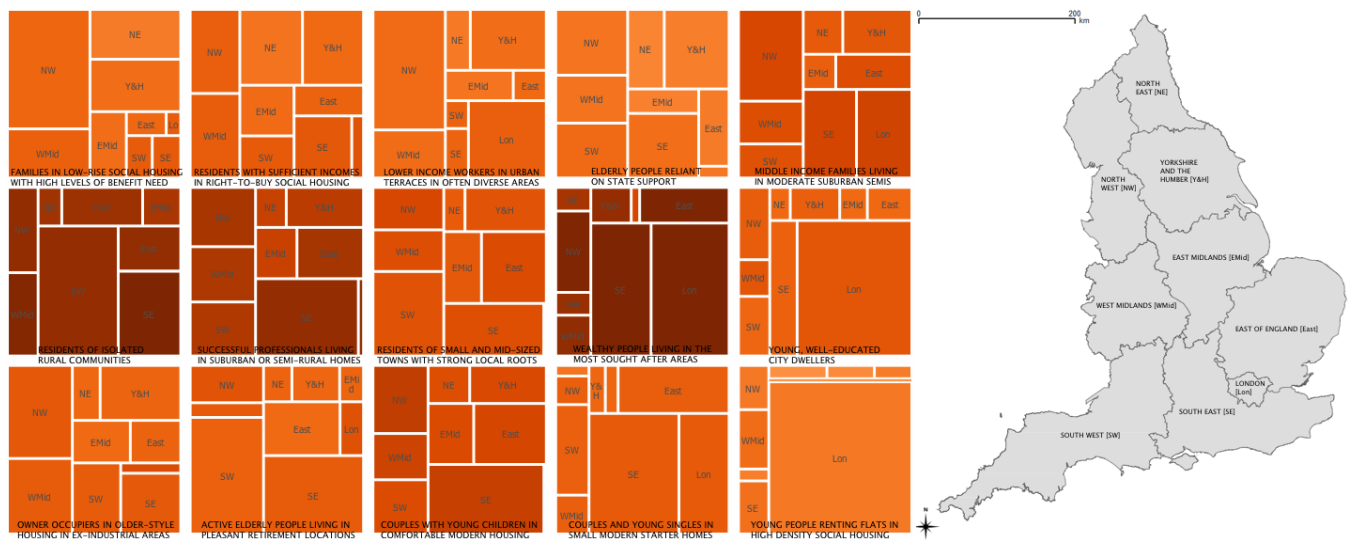 NW
NE
Y&H
WMid
EMid
East
Lo
SW
SE
FAMILIES IN LOW-RISE SOCIAL HOUSING
WITH HIGH LEVELS OF BENEFIT NEED
NW
NE
Y&H
WMid
EMid
East
SW
SE
RESIDENTS WITH SUFFICIENT INCOMES
IN RIGHT-TO-BUY SOCIAL HOUSING
NW
NE
Y&H
EMid
East
SW
Lon
WMid
SE
LOWER INCOME WORKERS IN URBAN
TERRACES IN OFTEN DIVERSE AREAS
NW
NE
Y&H
WMid
EMid
East
SW
SE
ELDERLY PEOPLE RELIANT
ON STATE SUPPORT
NW
NE
Y&H
EMid
East
WMid
SE
Lon
SW
MIDDLE INCOME FAMILIES LIVING
IN MODERATE SUBURBAN SEMIS
NW
NE
Y&H
EMid
East
SW
WMid
SE
RESIDENTS OF ISOLATED
RURAL COMMUNITIES
NW
NE
Y&H
EMid
East
WMid
SW
SE
SUCCESSFUL PROFESSIONALS LIVING
IN SUBURBAN OR SEMI-RURAL HOMES
NW
NE
Y&H
WMid
EMid
East
SW
SE
RESIDENTS OF SMALL AND MID-SIZED
TOWNS WITH STRONG LOCAL ROOTS
East
NW
SE
Lon
SW
WMid
WEALTHY PEOPLE LIVING IN THE
MOST SOUGHT AFTER AREAS
NW
NE
Y&H
EMid
East
WMid
SE
Lon
SW
YOUNG, WELL-EDUCATED
CITY DWELLERS
NW
NE
Y&H
EMid
East
WMid
SW
SE
OWNER OCCUPIERS IN OLDER-STYLE
HOUSING IN EX-INDUSTRIAL AREAS
NW
NE
Y&H
EMi
d
East
Lon
SW
SE
ACTIVE ELDERLY PEOPLE LIVING IN
PLEASANT RETIREMENT LOCATIONS
NW
NE
Y&H
EMid
East
WMid
SW
SE
COUPLES WITH YOUNG CHILDREN IN
COMFORTABLE MODERN HOUSING
NW
Y&
H
East
SW
SE
Lon
WMid
COUPLES AND YOUNG SINGLES IN
SMALL MODERN STARTER HOMES
NW
WMid
Lon
SE
YOUNG PEOPLE RENTING FLATS IN
HIGH DENSITY SOCIAL HOUSING
0
200
km
NORTH
EAST [NE]
YORKSHIRE
AND THE
HUMBER [Y&H]
NORTH
WEST [NW]
EAST MIDLANDS [EMid]
WEST MIDLANDS [WMid]
EAST OF ENGLAND [East]
LONDON
[Lon]
SOUTH EAST [SE]
SOUTH WEST [SW]
N